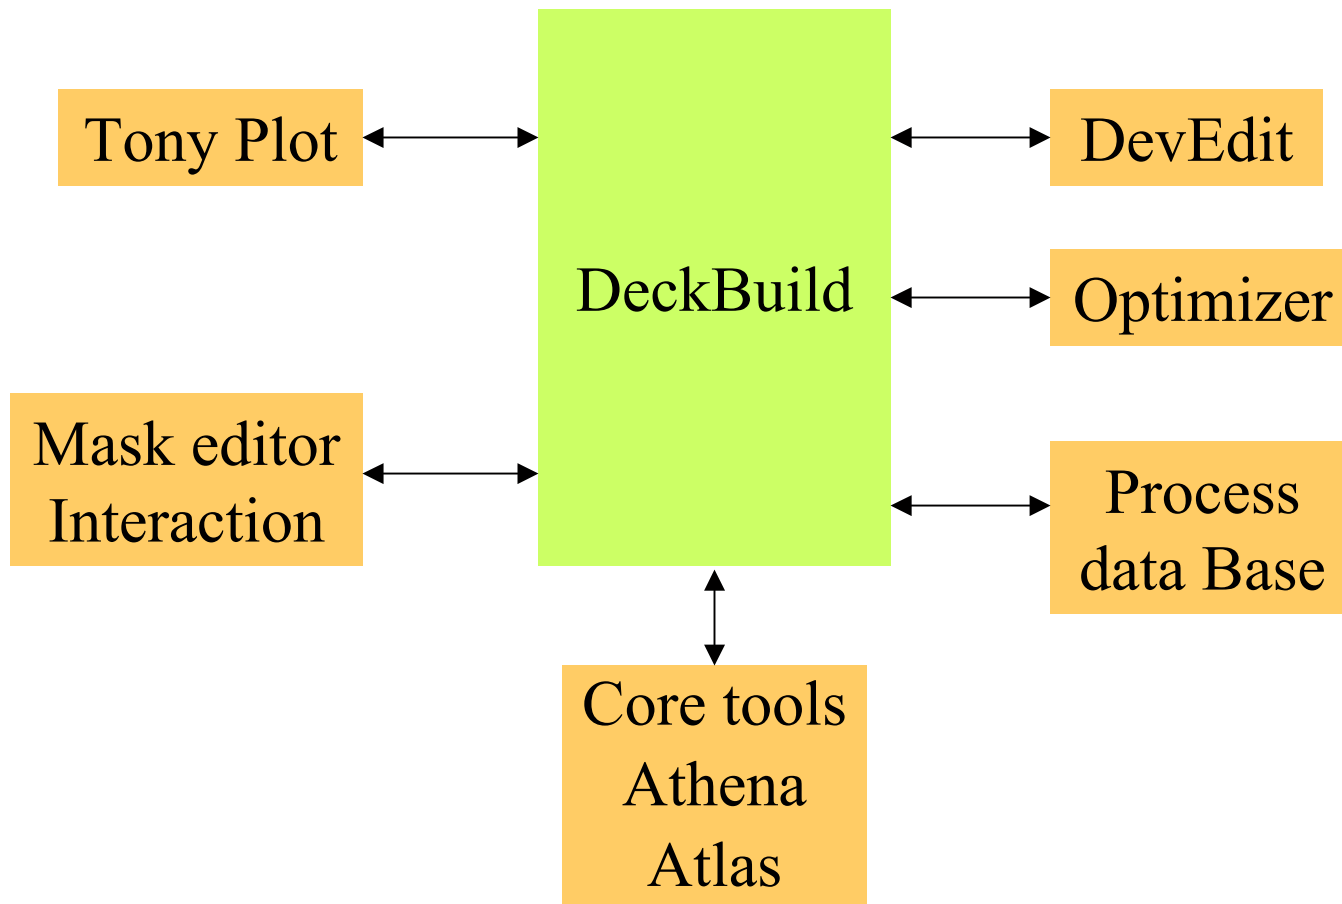 Tony Plot
DevEdit
DeckBuild
Optimizer
Mask editor
Interaction
Process
data Base
Core tools
Athena
Atlas